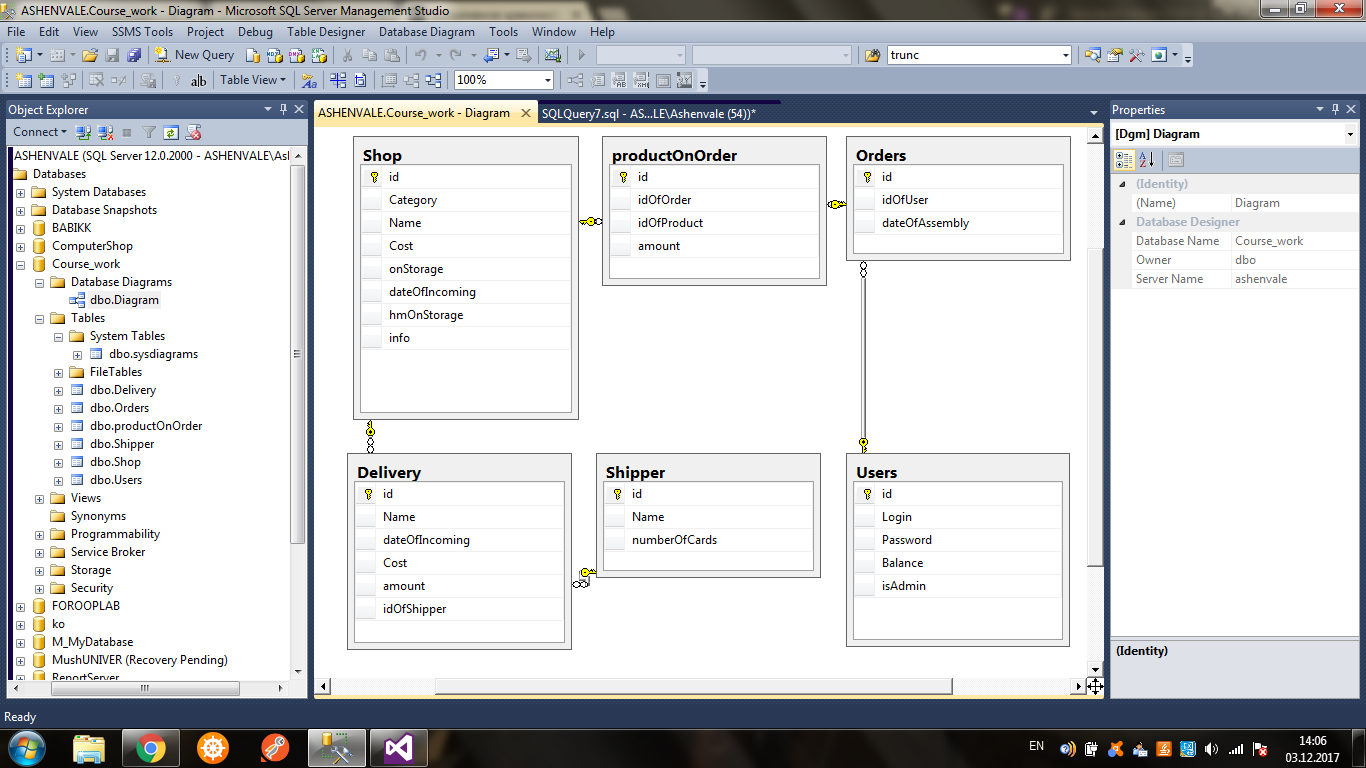 ASHENVALE.Course_work - Diagram - Microsoft SQL Server Management Studio
File Edit View SSMS Tools Project Debug Table Designer Database Diagram Tools Window Help
New Query trunc
Table View 100%
Object Explorer
Connect
ASHENVALE (SQL Server 12.0.2000 - ASHENVALE\Asl
Databases
System Databases
Database Snapshots
BABIKK
ComputerShop
Course_work
Database Diagrams
dbo.Diagram
Tables
System Tables
dbo.sysdiagrams
FileTables
dbo.Delivery
dbo.Orders
dbo.productOnOrder
dbo.Shipper
dbo.Shop
dbo.Users
Views
Synonyms
Programmability
Service Broker
Storage
Security
FOROOPLAB
ko
M_MyDatabase
MushUNIVER (Recovery Pending)
ReportServer
ASHENVALE.Course_work - Diagram
SQLQuery7.sql - AS...LE\Ashenvale (54))*
Shop
id
Category
Name
Cost
onStorage
dateOfIncoming
hmOnStorage
info
productOnOrder
id
idOfOrder
idOfProduct
amount
Orders
id
idOfUser
dateOfAssembly
Delivery
id
Name
dateOfIncoming
Cost
amount
idOfShipper
Shipper
id
Name
numberOfCards
Users
id
Login
Password
Balance
isAdmin
Properties
[Dgm] Diagram
(Identity)
(Name) Diagram
Database Designer
Database Name Course_work
Owner dbo
Server Name ashenvale
(Identity)
Ready
EN
14:06
03.12.2017